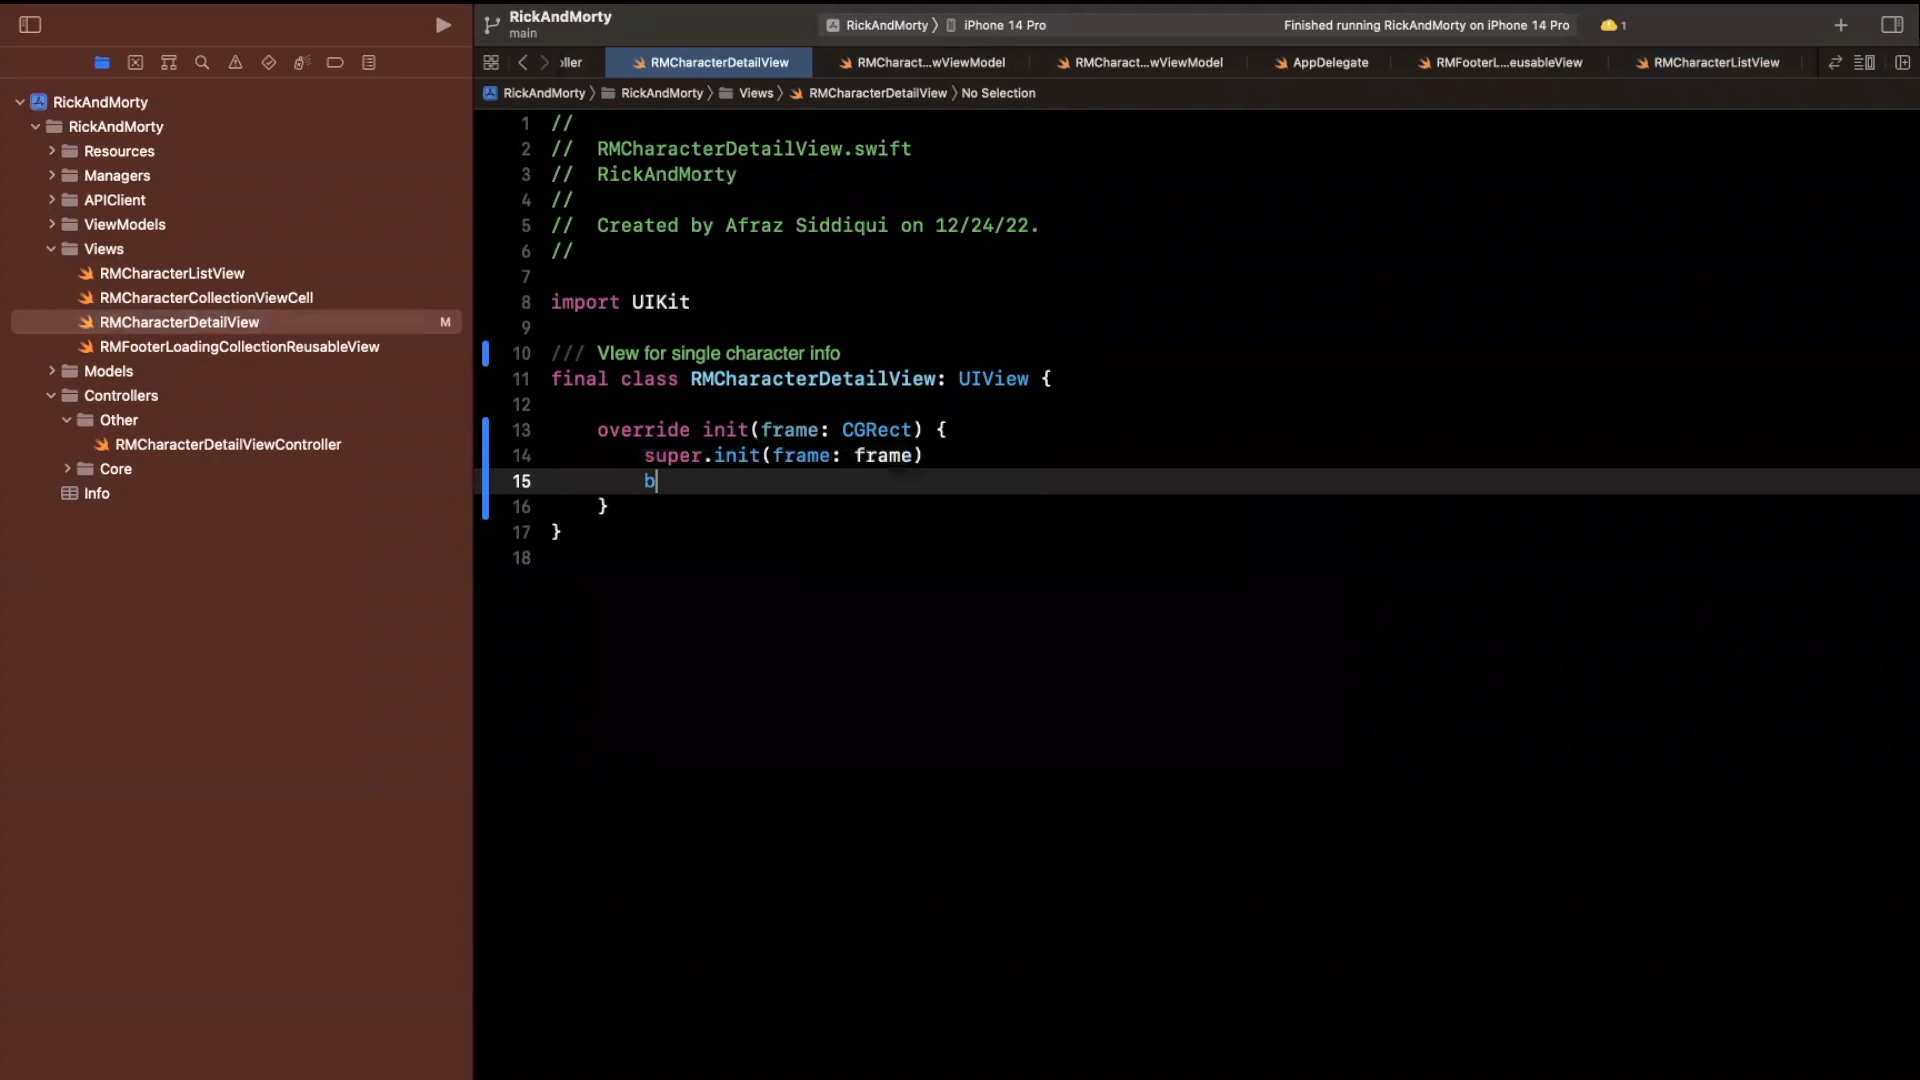 RickAndMorty
main
RickAndMorty
iPhone 14 Pro
Finished running RickAndMorty on iPhone 14 Pro
1
oller
RMCharacterDetailView
RMCharact...wViewModel
RMCharact...wViewModel
AppDelegate
RMFooterL...eusableView
RMCharacterListView
RickAndMorty
RickAndMorty
Views
RMCharacterDetailView
No Selection
RickAndMorty
RickAndMorty
Resources
Managers
APIClient
ViewModels
Views
RMCharacterListView
RMCharacterCollectionViewCell
RMCharacterDetailView M
RMFooterLoadingCollectionReusableView
Models
Controllers
Other
RMCharacterDetailViewController
Core
Info
1 //
2 // RMCharacterDetailView.swift
3 // RickAndMorty
4 //
5 // Created by Afraz Siddiqui on 12/24/22.
6 //
7
8 import UIKit
9
10 /// VIew for single character info
11 final class RMCharacterDetailView: UIView {
12
13 override init(frame: CGRect) {
14 super.init(frame: frame)
15 b
16 }
17 }
18